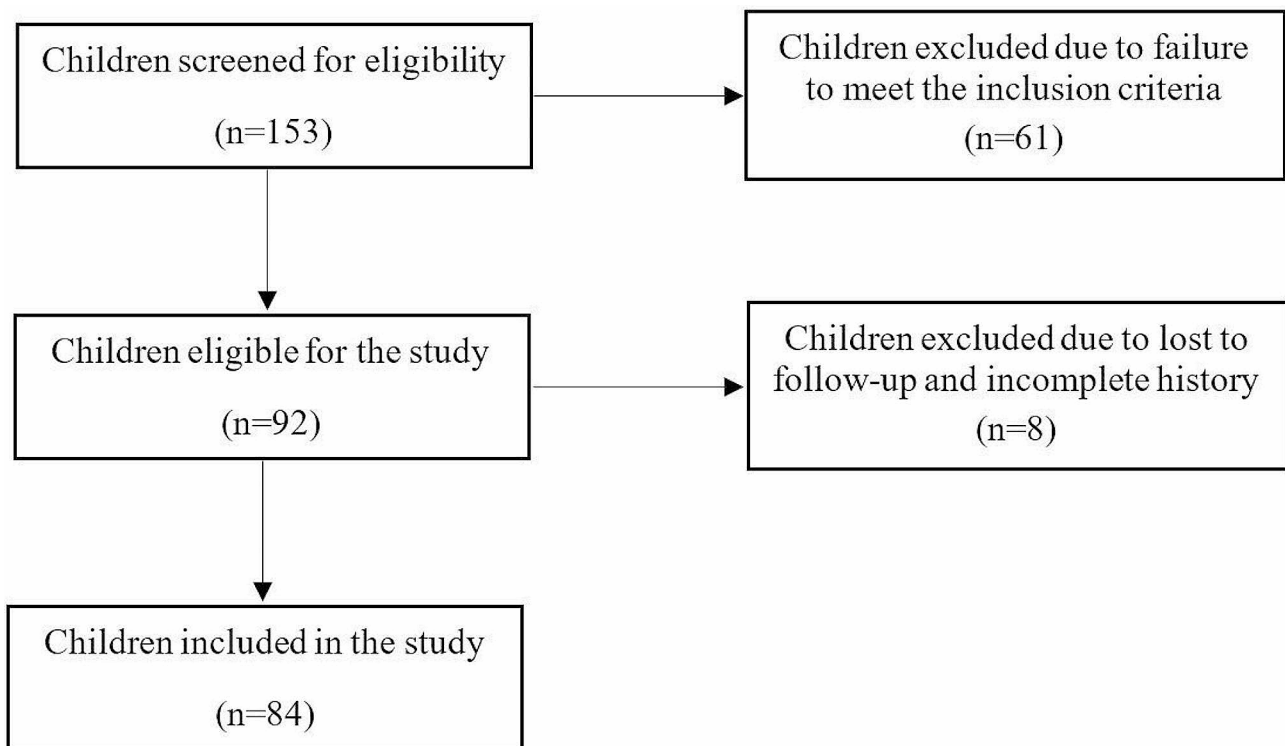 Children screened for eligibility
(n=153)
Children excluded due to failure
to meet the inclusion criteria
(n=61)
Children eligible for the study
(n=92)
Children excluded due to lost to
follow-up and incomplete history
(n=8)
Children included in the study
(n=84)